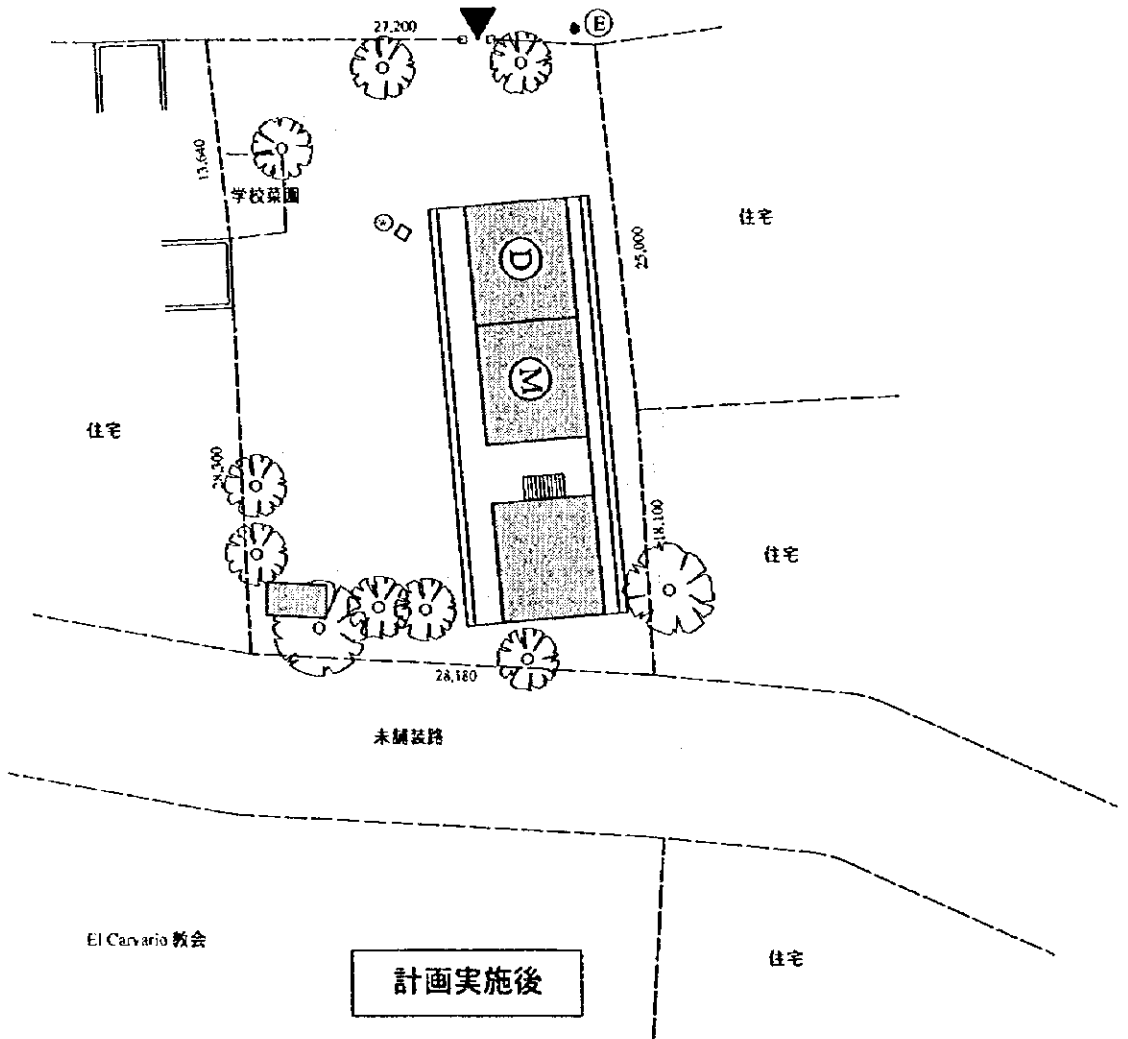 27,200
E
13,640
学校菜園
住宅
D
25,000
M
住宅
28,300
18,100
住宅
28,180
未舗装路
El Carvario 教会
計画実施後
住宅